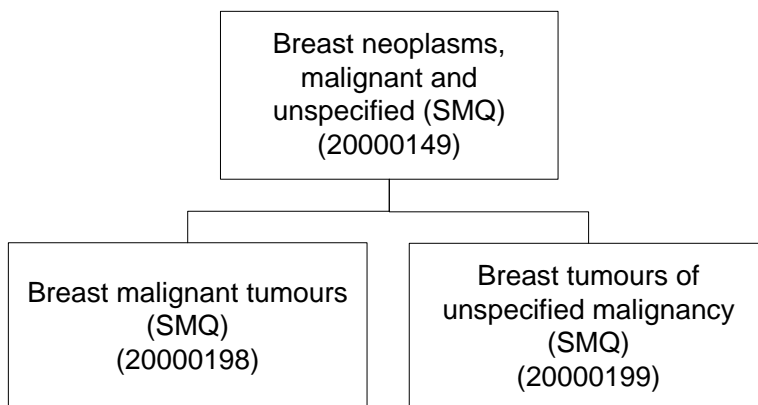 Breast neoplasms,
malignant and
unspecified (SMQ)
(20000149)
Breast malignant tumours
(SMQ)
(20000198)
Breast tumours of
unspecified malignancy
(SMQ)
(20000199)